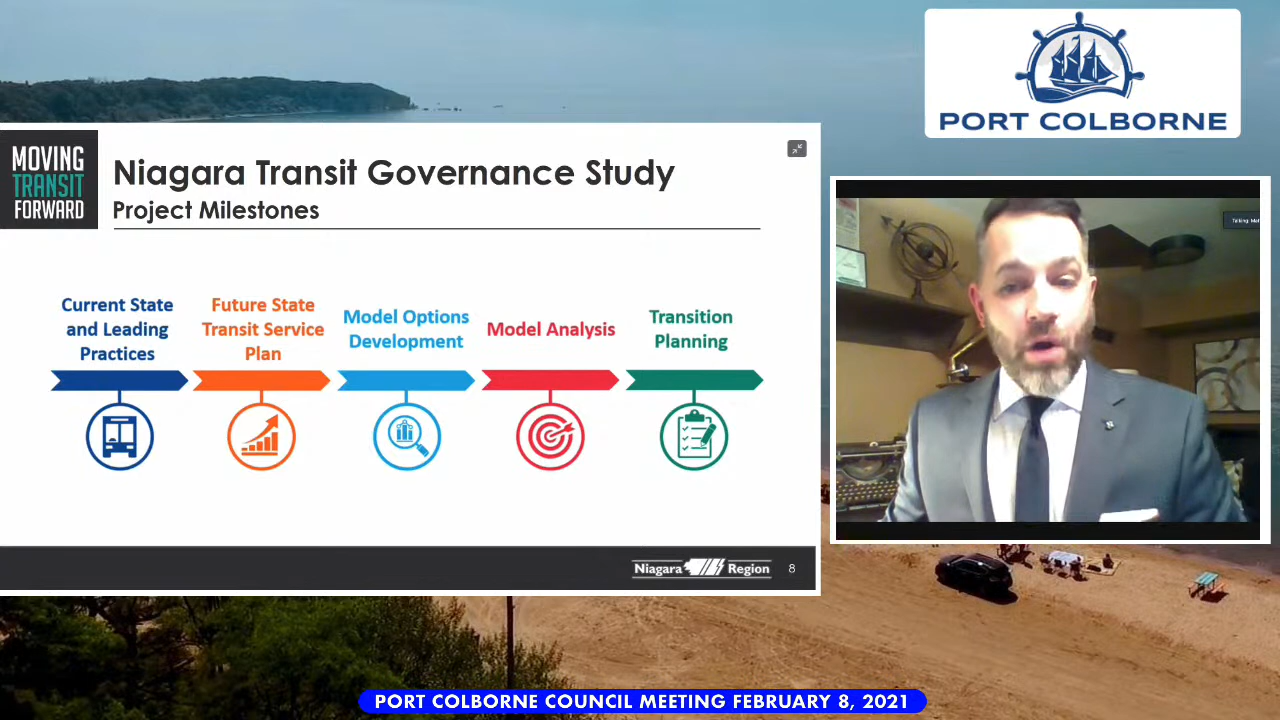 PORT COLBORNE
MOVING
TRANSIT
FORWARD
Niagara Transit Governance Study
Project Milestones
Current State
and Leading
Practices
Future State
Transit Service
Plan
Model Options
Development
Model Analysis
Transition
Planning
Niagara Region
8
Talking: Mat
PORT COLBORNE COUNCIL MEETING FEBRUARY 8, 2021